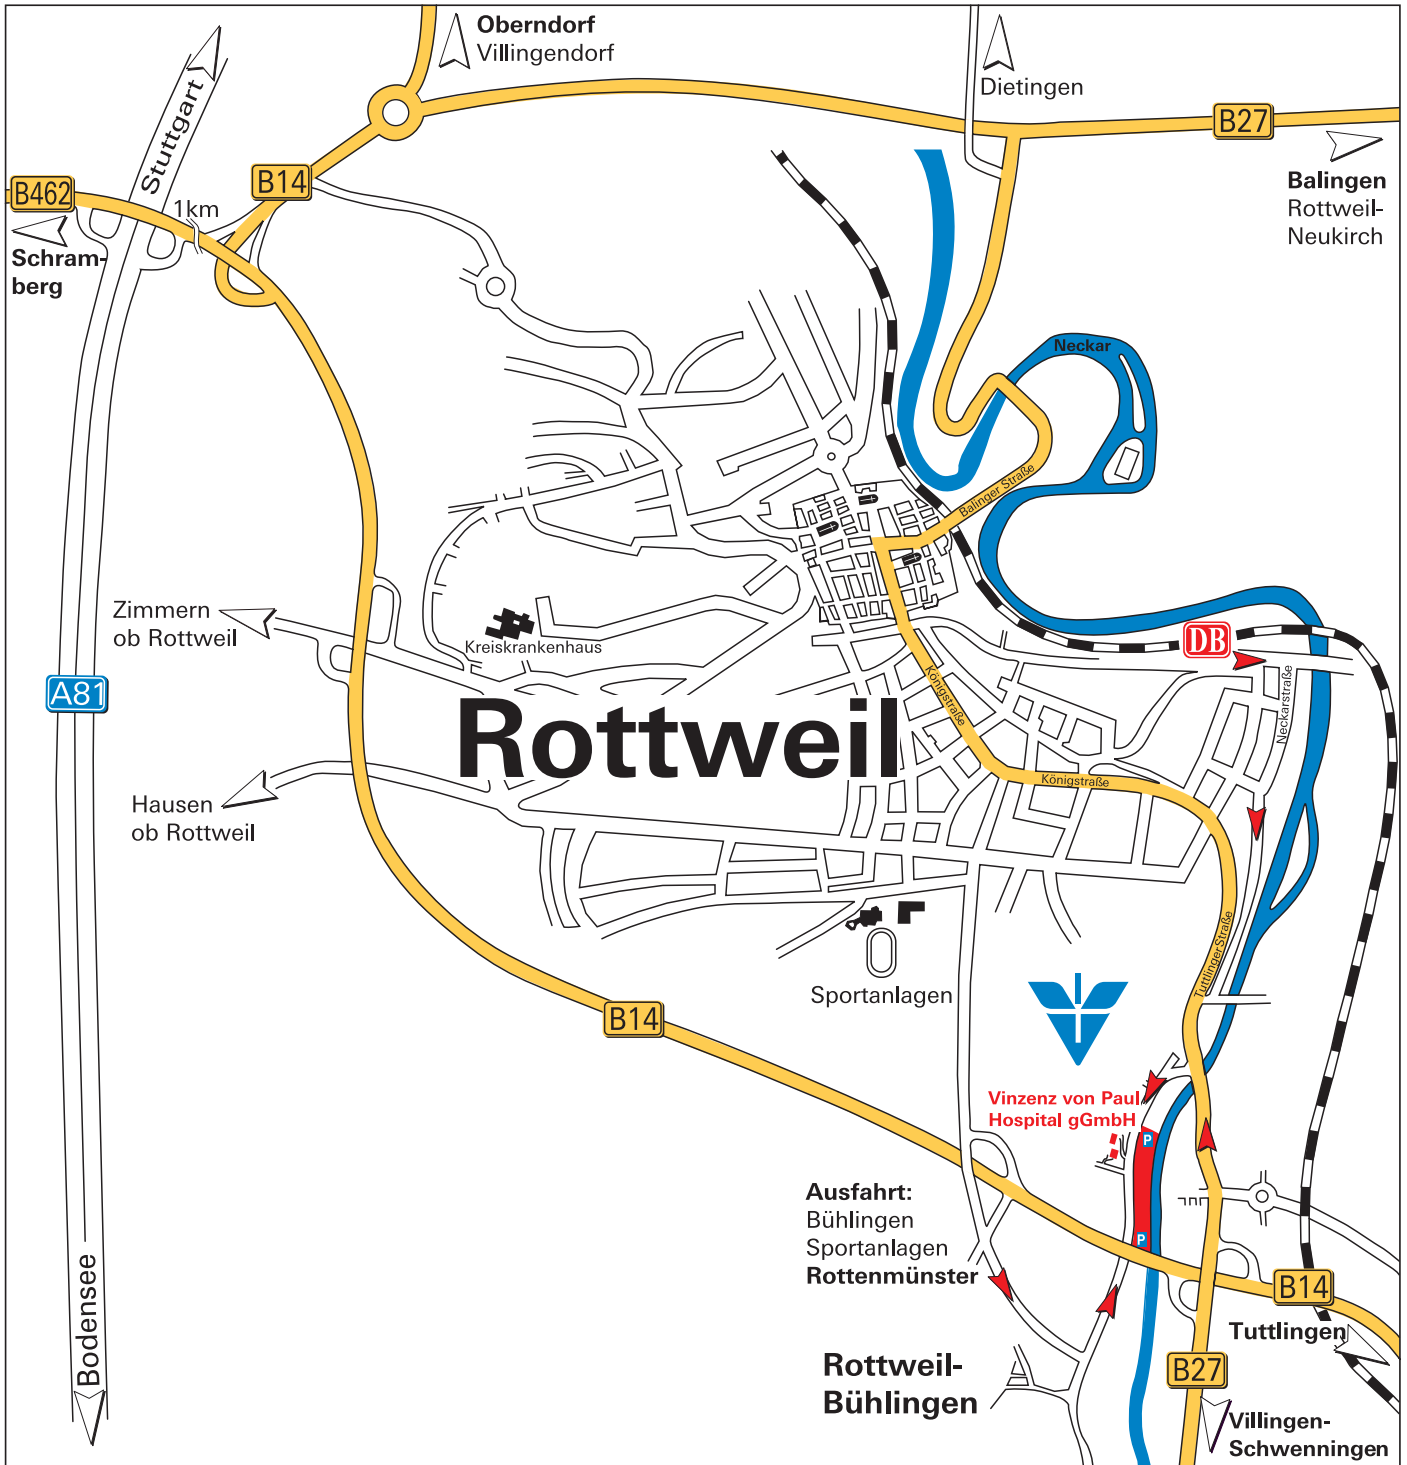 Oberndorf
Villingendorf
Dietingen
Stuttgart
B27
B14
B462
1km
Balingen
Rottweil-
Neukirch
Schram-
berg
Neckar
Balinger Straße
Zimmern
ob Rottweil
Kreiskrankenhaus
DB
A81
Königstraße
Neckarstraße
Rottweil
Königstraße
Hausen
ob Rottweil
Tuttlinger Straße
Sportanlagen
B14
Vinzenz von Paul
Hospital gGmbH
P
Ausfahrt:
Bühlingen
Sportanlagen
Rottenmünster
P
B14
Bodensee
Tuttlingen
Rottweil-
Bühlingen
B27
Villingen-
Schwenningen